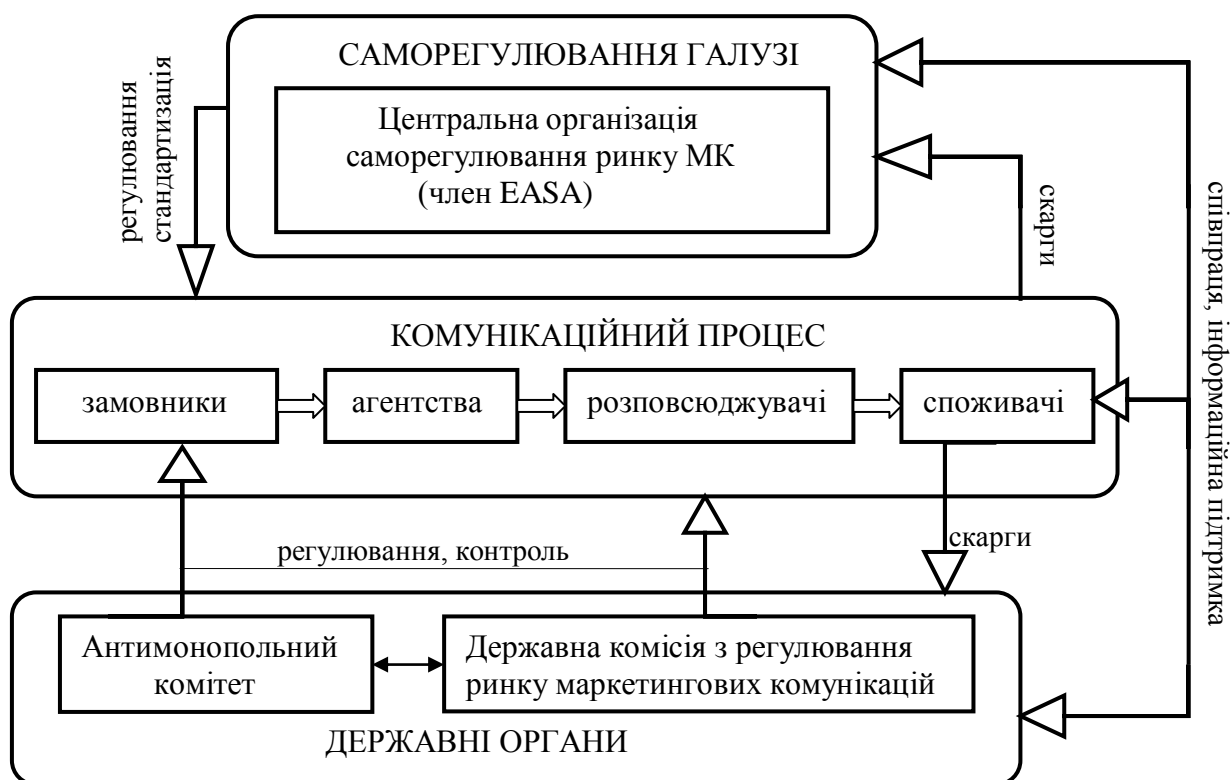 САМОРЕГУЛЮВАННЯ ГАЛУЗІ
Центральна організація
саморегулювання ринку МК
(член EASA)
регулювання
стандартизація
скарги
співпраця, інформаційна підтримка
КОМУНІКАЦІЙНИЙ ПРОЦЕС
замовники
агентства
розповсюджувачі
споживачі
регулювання, контроль
скарги
Антимонопольний
комітет
Державна комісія з регулювання
ринку маркетингових комунікацій
ДЕРЖАВНІ ОРГАНИ